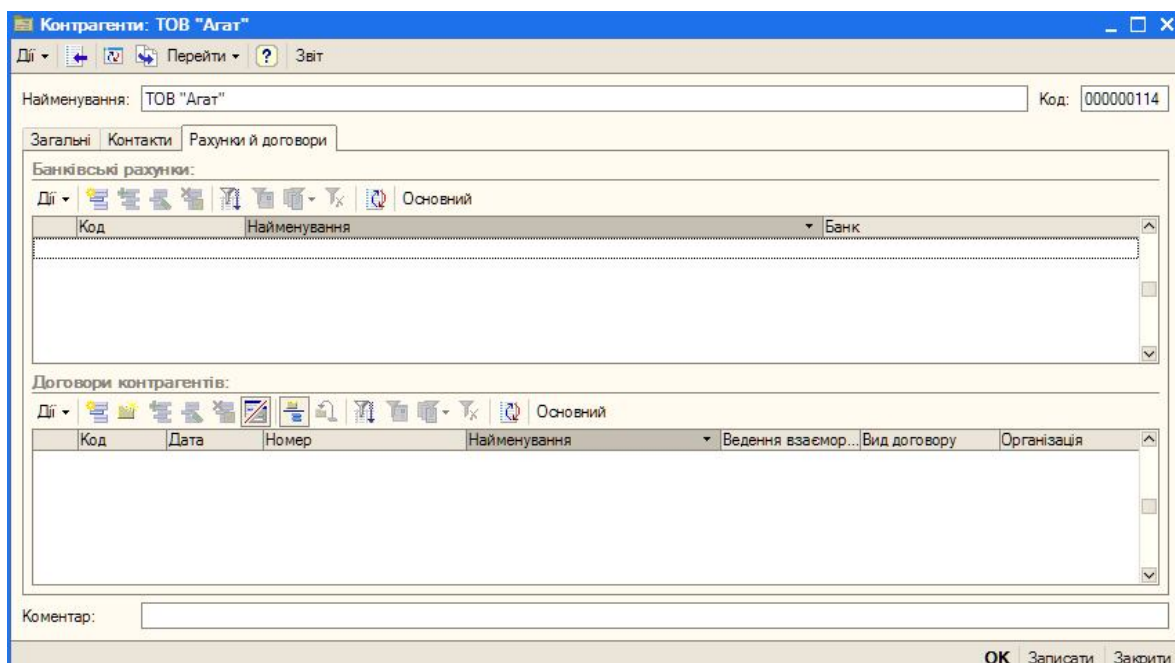 Контрагенти: ТОВ "Агат"
Дії Перейти ? Звіт
Найменування: ТОВ "Агат" Код: 000000114
Загальні Контакти Рахунки й договори
Банківські рахунки:
Дії Основний
Код Найменування Банк
Договори контрагентів:
Дії Основний
Код Дата Номер Найменування Ведення взаємор... Вид договору Організація
Коментар:
OK Записати Закрити